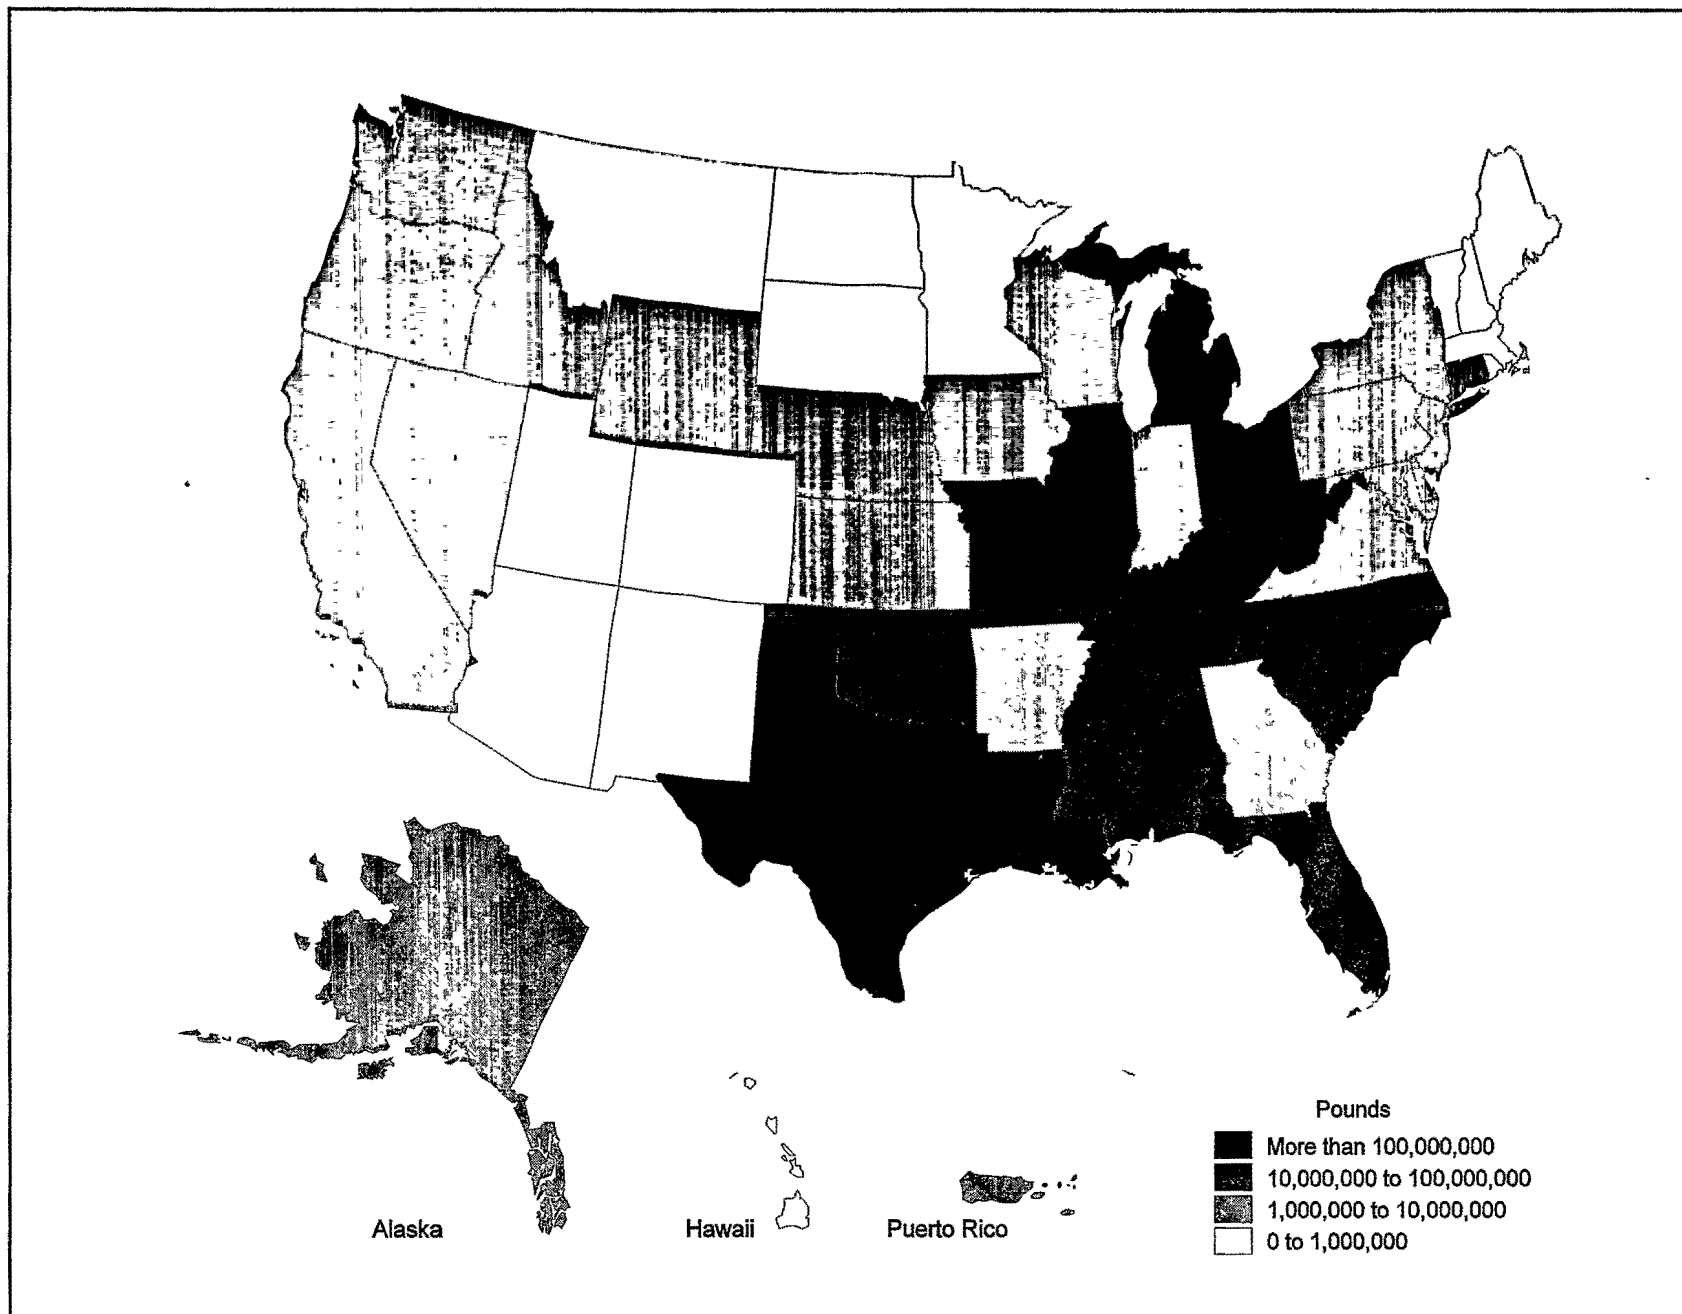 Pounds
More than 100,000,000
10,000,000 to 100,000,000
1,000,000 to 10,000,000
0 to 1,000,000
Alaska
Hawaii
Puerto Rico